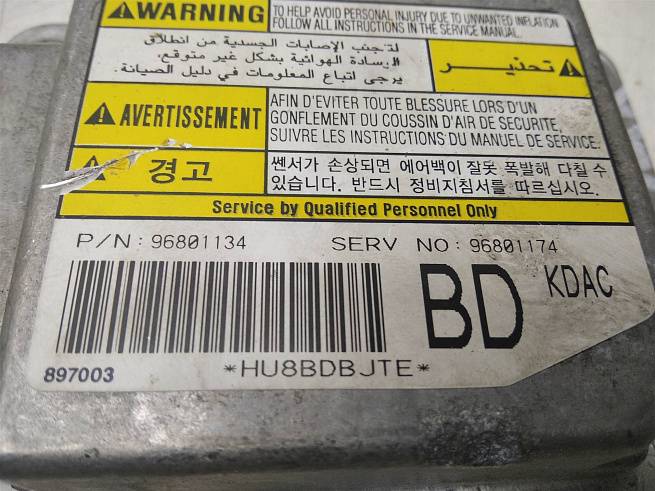 WARNING
TO HELP AVOID PERSONAL INJURY DUE TO UNWANTED INFLATION
FOLLOW ALL INSTRUCTIONS IN THE SERVICE MANUAL.
تحذير
لتجنب الإصابات الجسدية من انطلاق
الوسادة الهوائية بشكل غير متوقع،
يرجى اتباع المعلومات في دليل الصيانة.
AVERTISSEMENT
AFIN D'EVITER TOUTE BLESSURE LORS D'UN
GONFLEMENT DU COUSSIN D'AIR DE SECURITE,
SUIVRE LES INSTRUCTIONS DU MANUEL DE SERVICE.
경고
쎈서가 손상되면 에어백이 잘못 폭발해 다칠 수
있습니다. 반드시 정비지침서를 따르십시오.
Service by Qualified Personnel Only
P/N: 96801134 SERV NO: 96801174
BD KDAC
*HU8BDBJTE*
897003